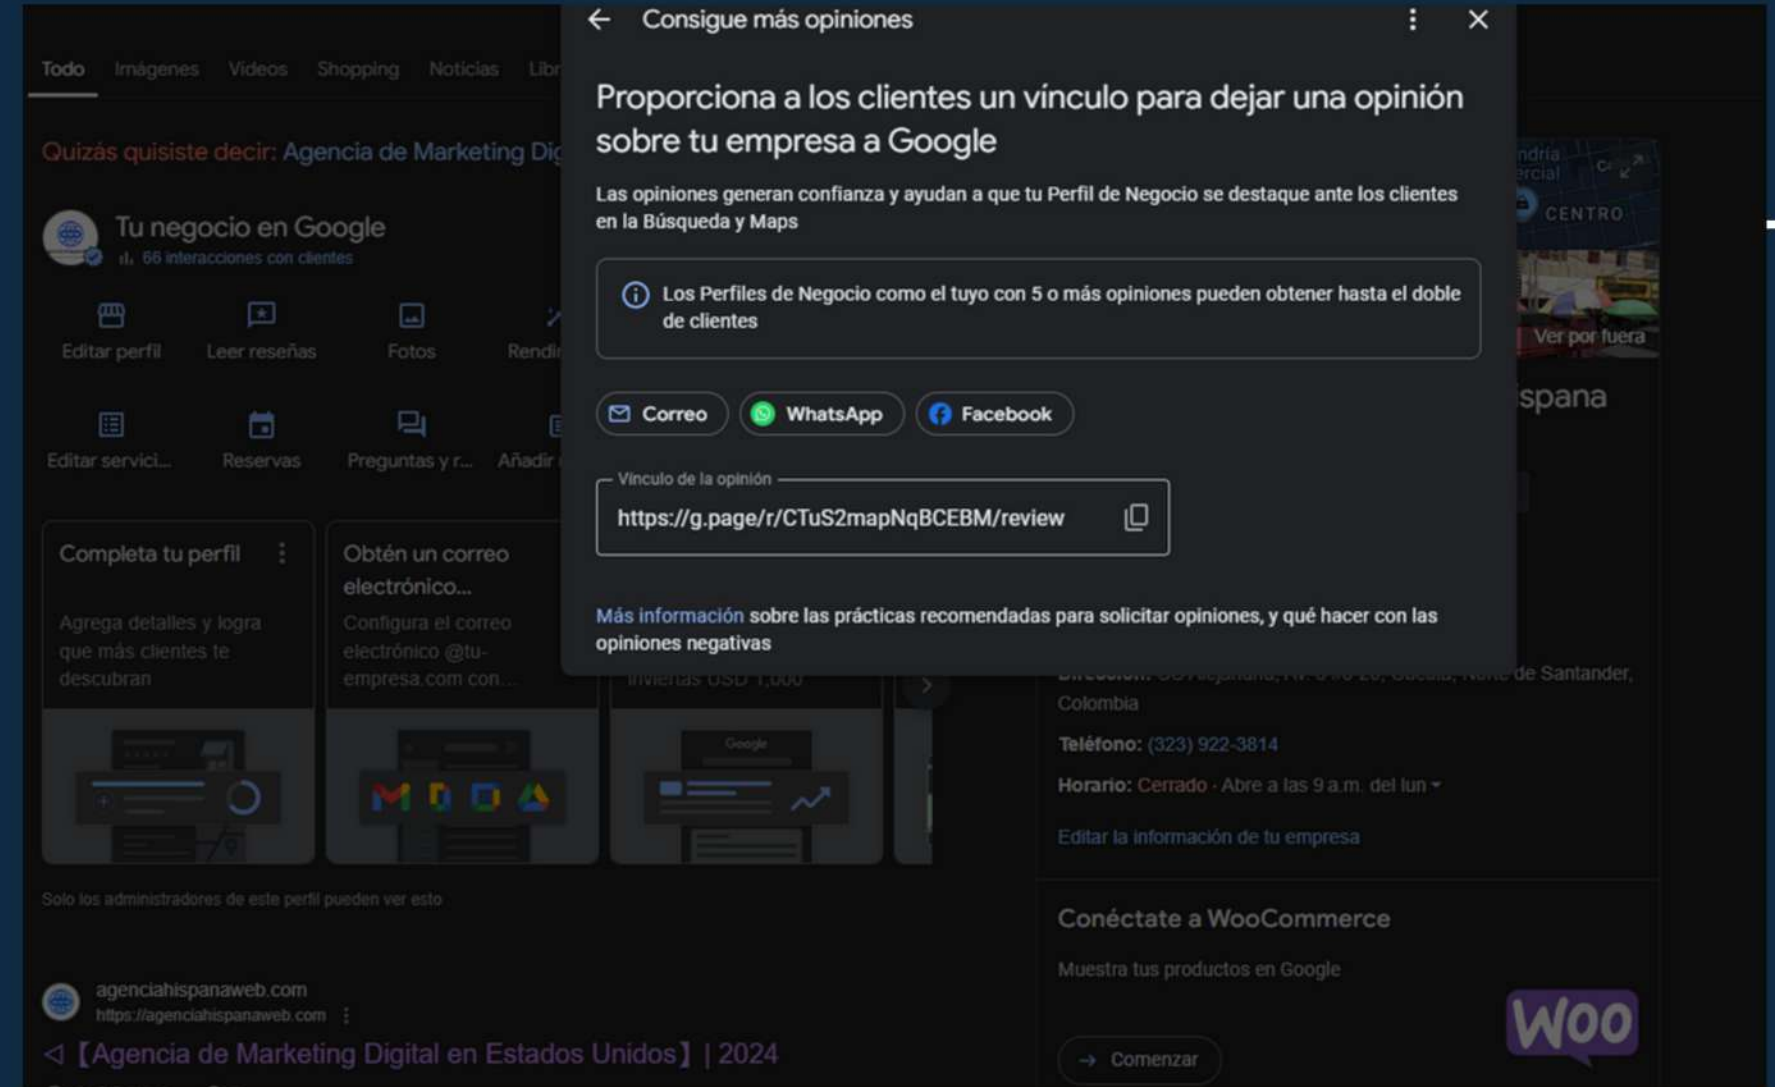 Consigue más opiniones
Proporciona a los clientes un vínculo para dejar una opinión
sobre tu empresa a Google
Las opiniones generan confianza y ayudan a que tu Perfil de Negocio se destaque ante los clientes
en la Búsqueda y Maps
Los Perfiles de Negocio como el tuyo con 5 o más opiniones pueden obtener hasta el doble
de clientes
Correo
WhatsApp
Facebook
Vínculo de la opinión
https://g.page/r/CTuS2mapNqBCEBM/review
Más información sobre las prácticas recomendadas para solicitar opiniones, y qué hacer con las
opiniones negativas
Todo Imágenes Videos Shopping Noticias
Quizás quisiste decir: Agencia de Marketing
Tu negocio en Google
66 interacciones con clientes
Editar perfil
Leer reseñas
Fotos
Editar servici...
Reservas
Preguntas y r...
Añadir
Completa tu perfil
Agrega detalles y logra
que más clientes te
descubran
Obtén un correo
electrónico...
Configura el correo
electrónico @tu-
empresa.com con...
inviertas USD 1,000
Google
Solo los administradores de este perfil pueden ver esto
agenciahispanaweb.com
https://agenciahispanaweb.com
【Agencia de Marketing Digital en Estados Unidos】 | 2024
CENTRO
Ver por fuera
spana
de Santander,
Colombia
Teléfono: (323) 922-3814
Horario: Cerrado · Abre a las 9 a.m. del lun
Editar la información de tu empresa
Conéctate a WooCommerce
Muestra tus productos en Google
Woo
Comenzar